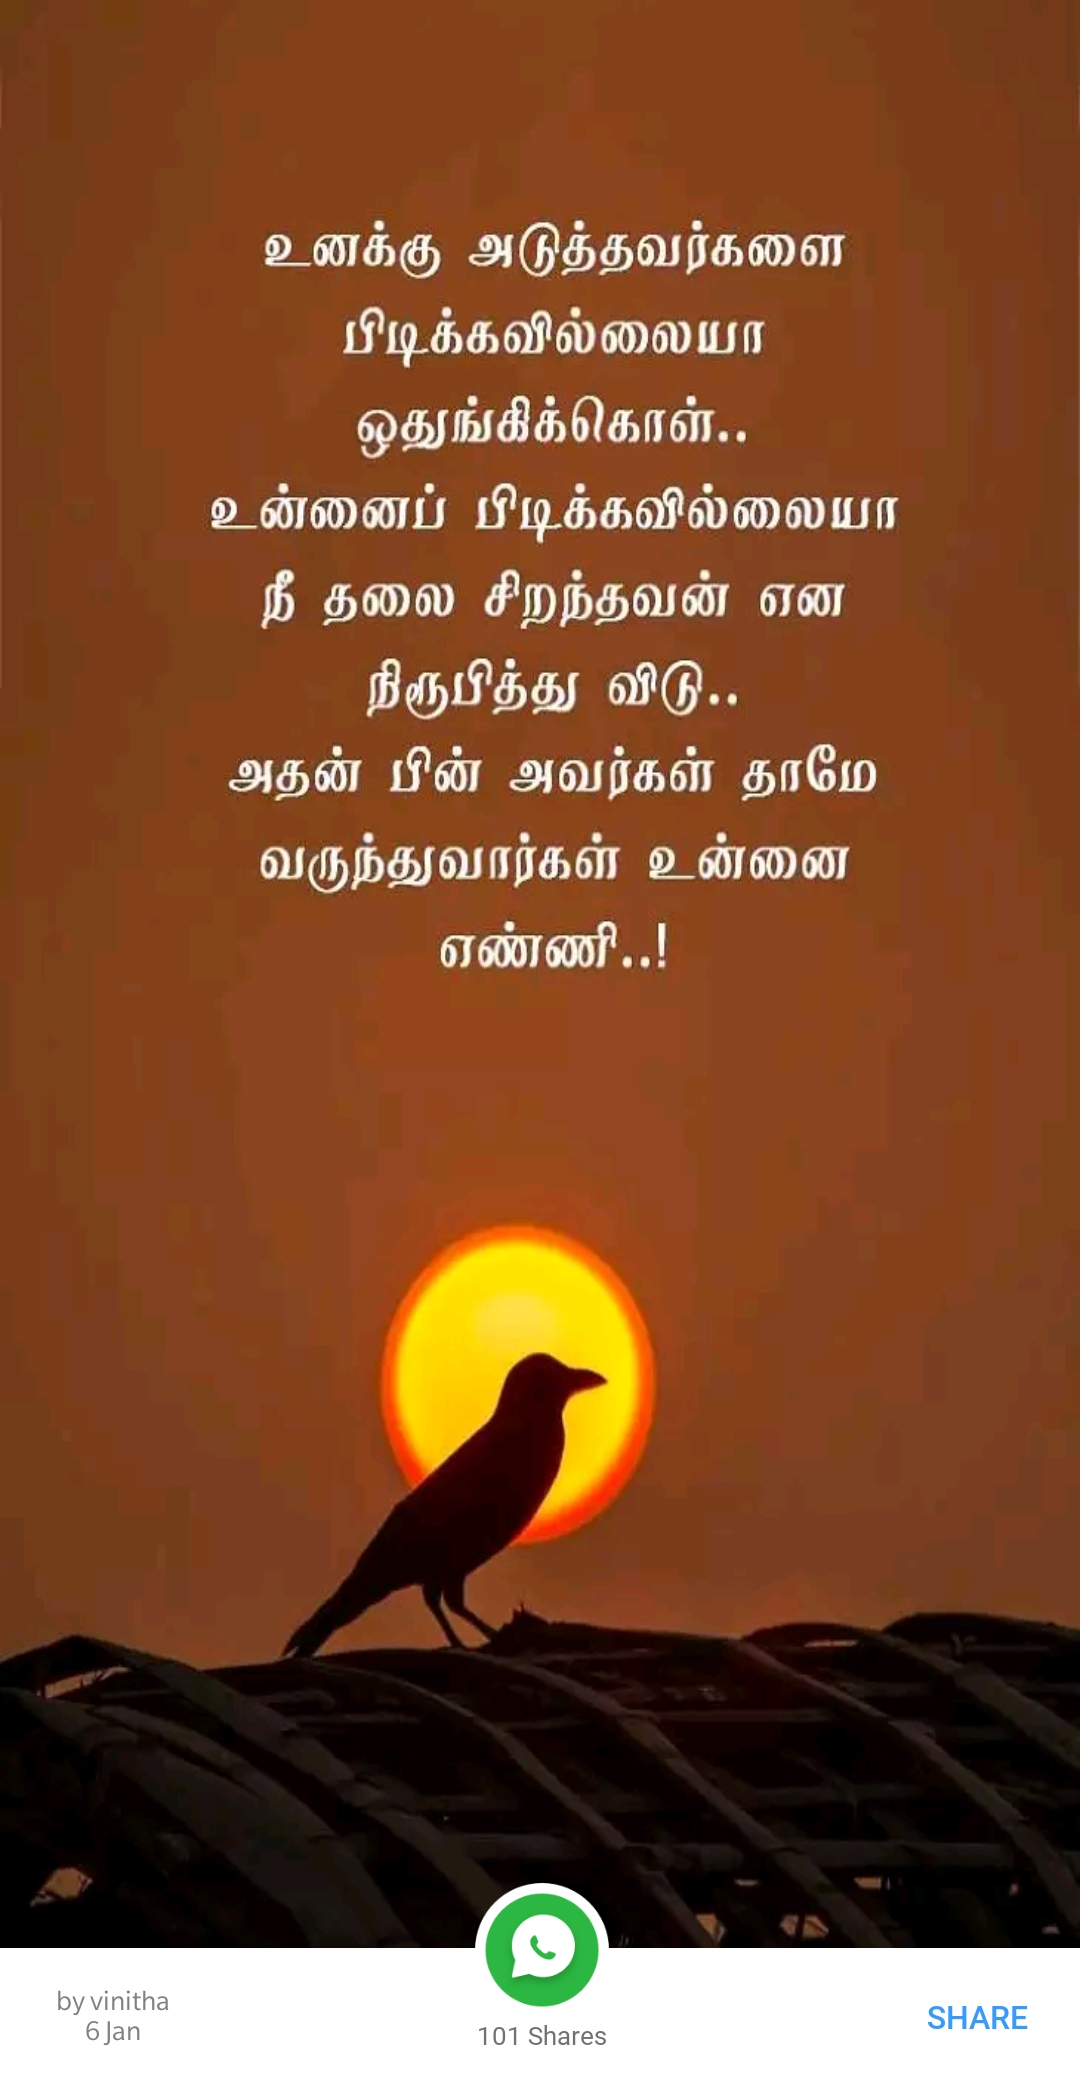 உனக்கு அடுத்தவர்களை
பிடிக்கவில்லையா
ஒதுங்கிக்கொள்..
உன்னைப் பிடிக்கவில்லையா
நீ தலை சிறந்தவன் என
நிரூபித்து விடு..
அதன் பின் அவர்கள் தாமே
வருந்துவார்கள் உன்னை
எண்ணி..!
by vinitha
6 Jan
101 Shares
SHARE